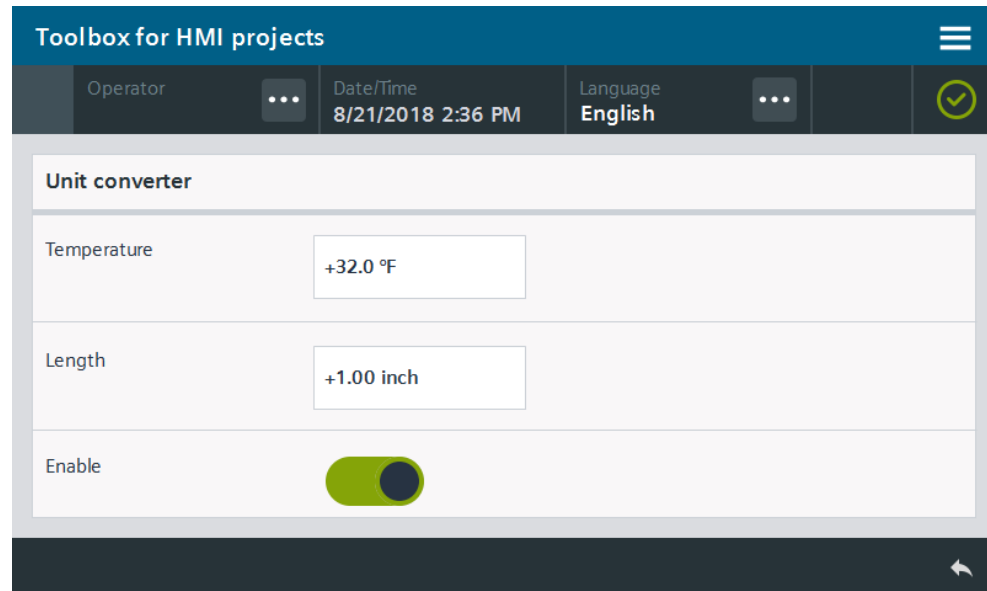 Toolbox for HMI projects
Operator
Date/Time
8/21/2018 2:36 PM
Language
English
Unit converter
Temperature
+32.0 °F
Length
+1.00 inch
Enable